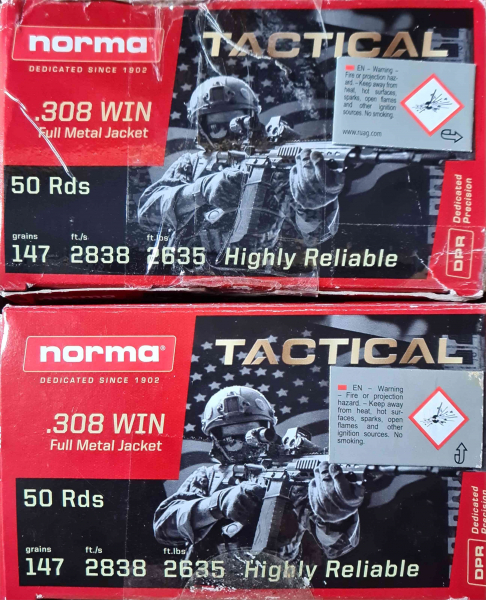 norma®
DEDICATED SINCE 1902
TACTICAL
.308 WIN
Full Metal Jacket
EN – Warning –
Fire or projection haz-
ard. – Keep away from
heat, hot surfaces,
sparks, open flames
and other ignition
sources. No smoking.
www.ruag.com
50 Rds
grains ft./s ft.lbs
147 2838 2635 Highly Reliable
DPR Dedicated
Precision
norma®
DEDICATED SINCE 1902
TACTICAL
.308 WIN
Full Metal Jacket
EN – Warning
– Fire or projection
hazard. – Keep away
from heat, hot sur-
faces, sparks, open
flames and other
ignition sources. No
smoking.
50 Rds
grains ft./s ft.lbs
147 2838 2635 Highly Reliable
DPR Dedicated
Precision